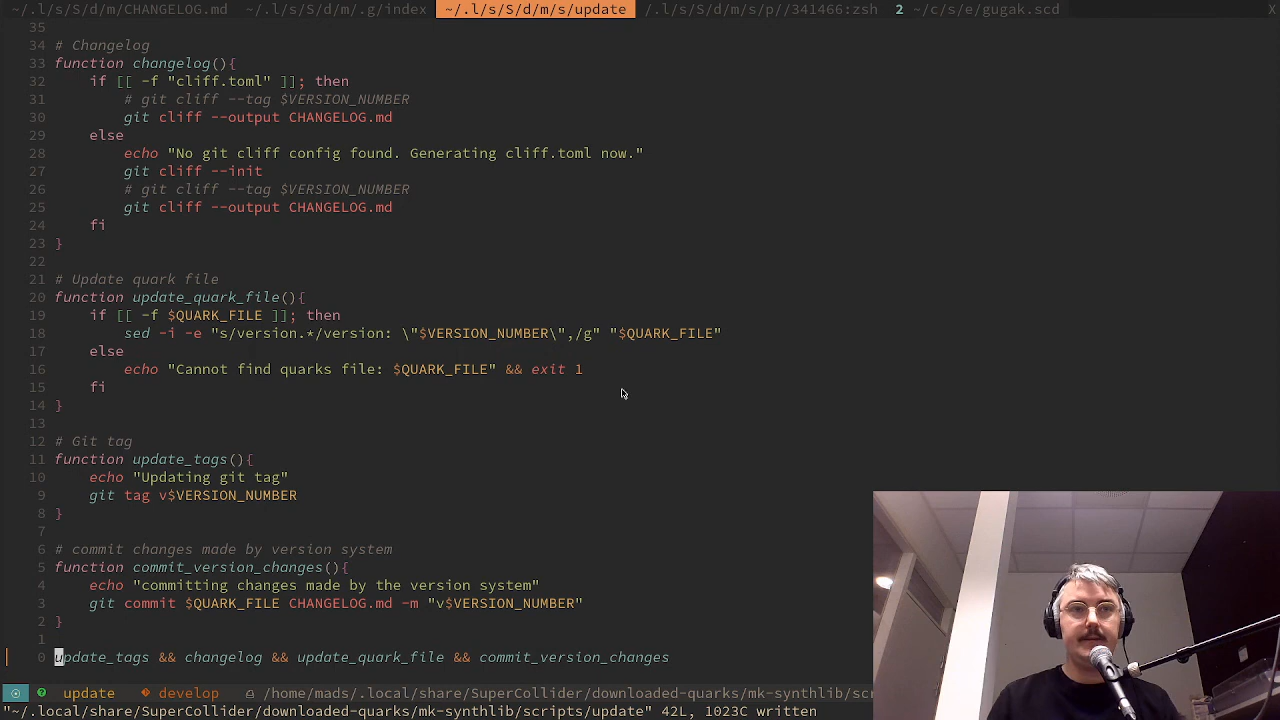 ~/.l/s/S/d/m/CHANGELOG.md ~/.l/s/S/d/m/.g/index ~/.l/s/S/d/m/s/update /.l/s/S/d/m/s/p//341466:zsh 2 ~/c/s/e/gugak.scd X
35
34 # Changelog
33 function changelog(){
32 if [[ -f "cliff.toml" ]]; then
31 # git cliff --tag $VERSION_NUMBER
30 git cliff --output CHANGELOG.md
29 else
28 echo "No git cliff config found. Generating cliff.toml now."
27 git cliff --init
26 # git cliff --tag $VERSION_NUMBER
25 git cliff --output CHANGELOG.md
24 fi
23 }
22
21 # Update quark file
20 function update_quark_file(){
19 if [[ -f $QUARK_FILE ]]; then
18 sed -i -e "s/version.*/version: \"$VERSION_NUMBER\",/g" "$QUARK_FILE"
17 else
16 echo "Cannot find quarks file: $QUARK_FILE" && exit 1
15 fi
14 }
13
12 # Git tag
11 function update_tags(){
10 echo "Updating git tag"
9 git tag v$VERSION_NUMBER
8 }
7
6 # commit changes made by version system
5 function commit_version_changes(){
4 echo "committing changes made by the version system"
3 git commit $QUARK_FILE CHANGELOG.md -m "v$VERSION_NUMBER"
2 }
1
0 update_tags && changelog && update_quark_file && commit_version_changes
update develop /home/mads/.local/share/SuperCollider/downloaded-quarks/mk-synthlib/scr
"~/.local/share/SuperCollider/downloaded-quarks/mk-synthlib/scripts/update" 42L, 1023C written